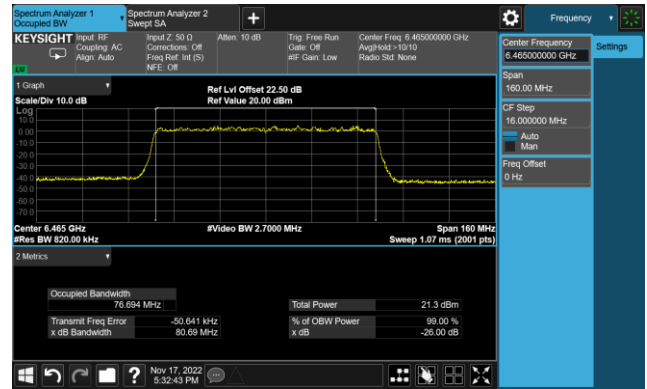 Spectrum Analyzer 1
Occupied BW
Spectrum Analyzer 2
Swept SA
Frequency
KEYSIGHT
Input: RF
Coupling: AC
Align: Auto
Input Z: 50 Ω
Corrections: Off
Freq Ref: Int (S)
NFE: Off
Atten: 10 dB
Trig: Free Run
Gate: Off
#IF Gain: Low
Center Freq: 6.465000000 GHz
Avg|Hold:>10/10
Radio Std: None
Center Frequency
6.465000000 GHz
Settings
Span
160.00 MHz
CF Step
16.000000 MHz
Auto
Man
Freq Offset
0 Hz
1 Graph
Scale/Div 10.0 dB
Ref Lvl Offset 22.50 dB
Ref Value 20.00 dBm
Log
10.0
0.00
-10.0
-20.0
-30.0
-40.0
-50.0
-60.0
-70.0
Center 6.465 GHz
#Res BW 820.00 kHz
#Video BW 2.7000 MHz
Span 160 MHz
Sweep 1.07 ms (2001 pts)
2 Metrics
Occupied Bandwidth
76.694 MHz
Total Power
21.3 dBm
Transmit Freq Error
-50.641 kHz
% of OBW Power
99.00 %
x dB Bandwidth
80.69 MHz
x dB
-26.00 dB
Nov 17, 2022
5:32:43 PM